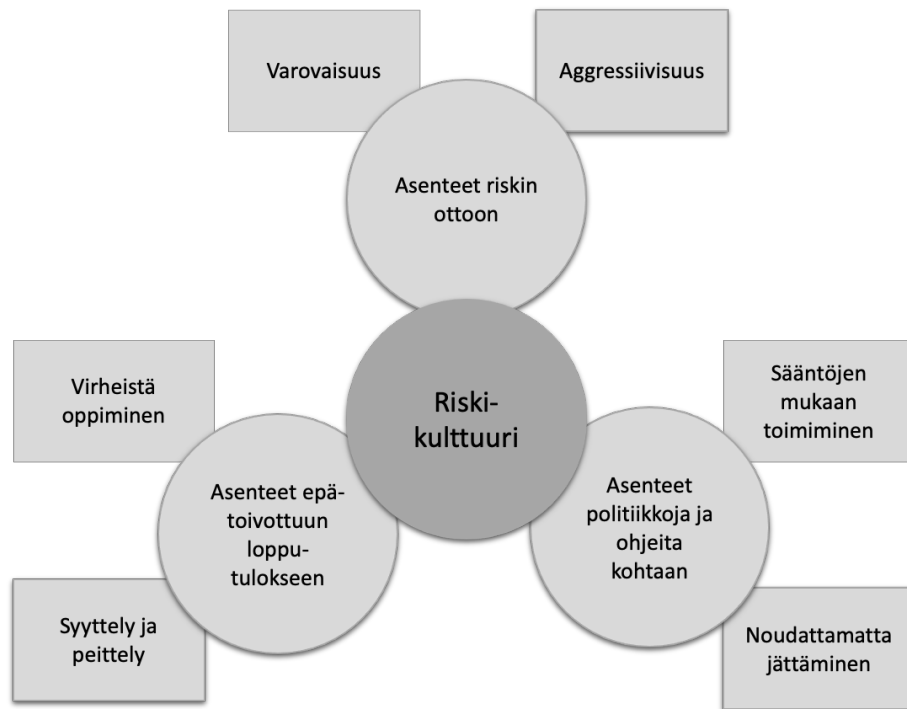 Varovaisuus
Aggressiivisuus
Asenteet riskin
ottoon
Virheistä
oppiminen
Riski-
kulttuuri
Sääntöjen
mukaan
toimiminen
Asenteet epä-
toivottuun
loppu-
tulokseen
Asenteet
politiikkoja ja
ohjeita
kohtaan
Syyttely ja
peittely
Noudattamatta
jättäminen